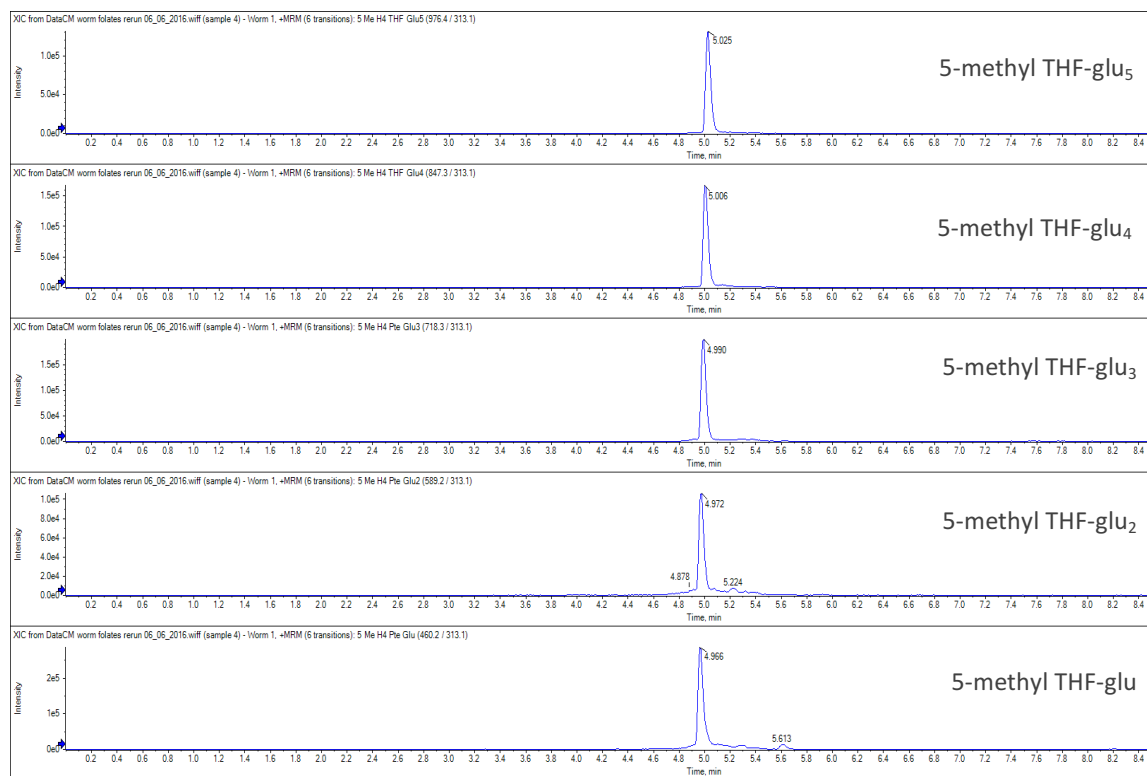 XIC from DataCM worm folates rerun 06_06_2016.wiff (sample 4) - Worm 1, +MRM (6 transitions): 5 Me H4 THF Glu5 (976.4 / 313.1)
5.025
1.0e5
5-methyl THF-glu₅
Intensity
5.0e4
0.0e0
0.2 0.4 0.6 0.8 1.0 1.2 1.4 1.6 1.8 2.0 2.2 2.4 2.6 2.8 3.0 3.2 3.4 3.6 3.8 4.0 4.2 4.4 4.6 4.8 5.0 5.2 5.4 5.6 5.8 6.0 6.2 6.4 6.6 6.8 7.0 7.2 7.4 7.6 7.8 8.0 8.2 8.4
Time, min
XIC from DataCM worm folates rerun 06_06_2016.wiff (sample 4) - Worm 1, +MRM (6 transitions): 5 Me H4 THF Glu4 (847.3 / 313.1)
1.5e5
5.006
1.0e5
5-methyl THF-glu₄
Intensity
5.0e4
0.0e0
0.2 0.4 0.6 0.8 1.0 1.2 1.4 1.6 1.8 2.0 2.2 2.4 2.6 2.8 3.0 3.2 3.4 3.6 3.8 4.0 4.2 4.4 4.6 4.8 5.0 5.2 5.4 5.6 5.8 6.0 6.2 6.4 6.6 6.8 7.0 7.2 7.4 7.6 7.8 8.0 8.2 8.4
Time, min
XIC from DataCM worm folates rerun 06_06_2016.wiff (sample 4) - Worm 1, +MRM (6 transitions): 5 Me H4 Pte Glu3 (718.3 / 313.1)
4.990
1.5e5
5-methyl THF-glu₃
1.0e5
Intensity
5.0e4
0.0e0
0.2 0.4 0.6 0.8 1.0 1.2 1.4 1.6 1.8 2.0 2.2 2.4 2.6 2.8 3.0 3.2 3.4 3.6 3.8 4.0 4.2 4.4 4.6 4.8 5.0 5.2 5.4 5.6 5.8 6.0 6.2 6.4 6.6 6.8 7.0 7.2 7.4 7.6 7.8 8.0 8.2 8.4
Time, min
XIC from DataCM worm folates rerun 06_06_2016.wiff (sample 4) - Worm 1, +MRM (6 transitions): 5 Me H4 Pte Glu2 (589.2 / 313.1)
1.0e5
4.972
8.0e4
5-methyl THF-glu₂
6.0e4
Intensity
4.0e4
2.0e4
4.878
5.224
0.0e0
0.2 0.4 0.6 0.8 1.0 1.2 1.4 1.6 1.8 2.0 2.2 2.4 2.6 2.8 3.0 3.2 3.4 3.6 3.8 4.0 4.2 4.4 4.6 4.8 5.0 5.2 5.4 5.6 5.8 6.0 6.2 6.4 6.6 6.8 7.0 7.2 7.4 7.6 7.8 8.0 8.2 8.4
Time, min
XIC from DataCM worm folates rerun 06_06_2016.wiff (sample 4) - Worm 1, +MRM (6 transitions): 5 Me H4 Pte Glu (460.2 / 313.1)
4.966
2e5
5-methyl THF-glu
Intensity
1e5
5.613
0e0
0.2 0.4 0.6 0.8 1.0 1.2 1.4 1.6 1.8 2.0 2.2 2.4 2.6 2.8 3.0 3.2 3.4 3.6 3.8 4.0 4.2 4.4 4.6 4.8 5.0 5.2 5.4 5.6 5.8 6.0 6.2 6.4 6.6 6.8 7.0 7.2 7.4 7.6 7.8 8.0 8.2 8.4
Time, min